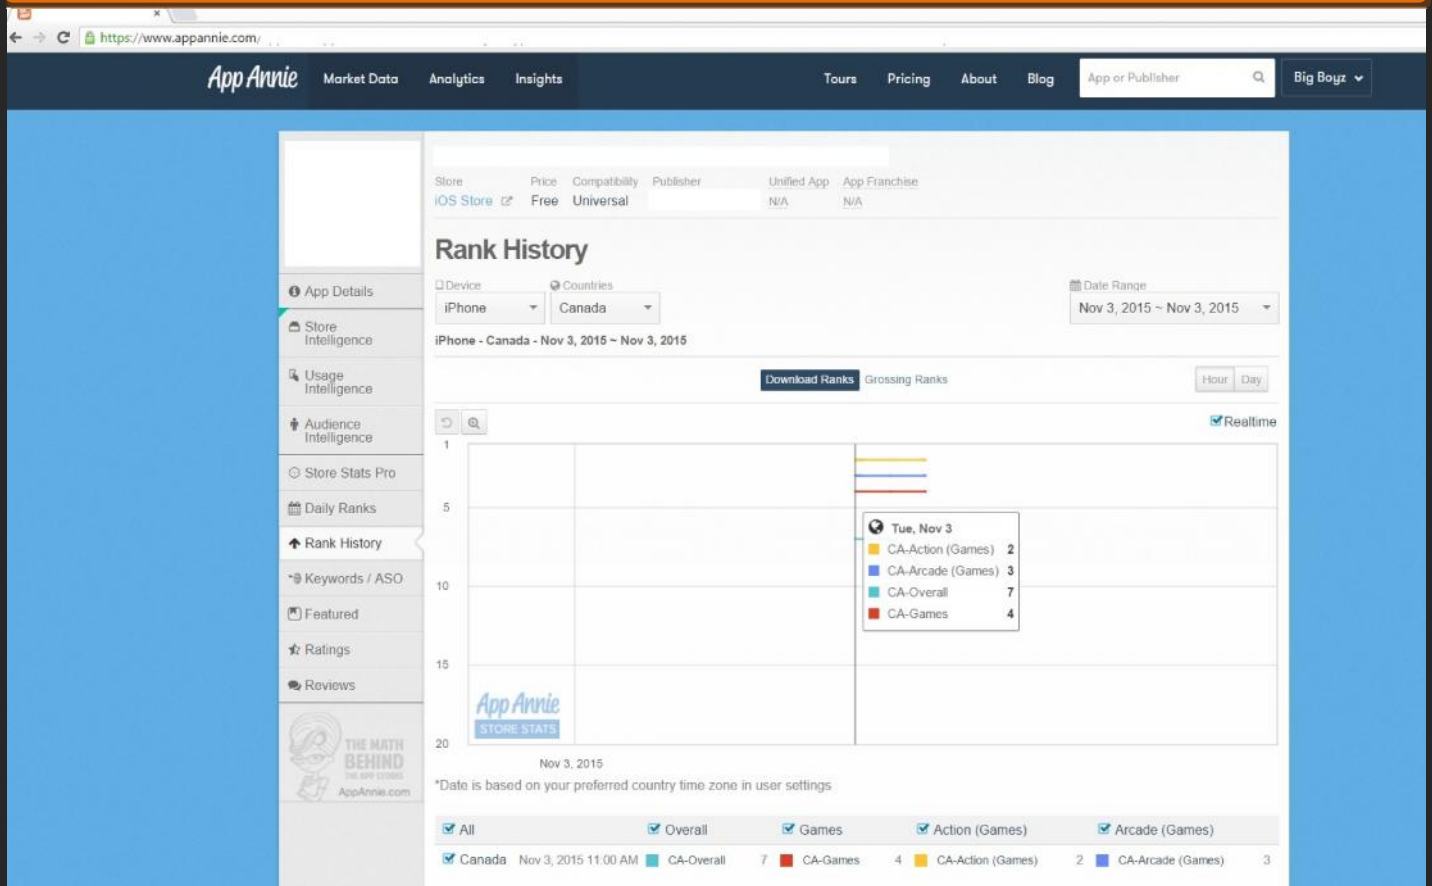 https://www.appannie.com/
App Annie Market Data Analytics Insights Tours Pricing About Blog App or Publisher Big Boyz
Store Price Compatibility Publisher Unified App App Franchise
iOS Store Free Universal N/A N/A
Rank History
Device Countries Date Range
iPhone Canada Nov 3, 2015 ~ Nov 3, 2015
iPhone - Canada - Nov 3, 2015 ~ Nov 3, 2015
Download Ranks Grossing Ranks Hour Day
Realtime
App Details
Store
Intelligence
Usage
Intelligence
Audience
Intelligence
Store Stats Pro
Daily Ranks
Rank History
Keywords / ASO
Featured
Ratings
Reviews
THE MATH
BEHIND
THE APP STORES
AppAnnie.com
1
5
10
15
20
Tue, Nov 3
CA-Action (Games) 2
CA-Arcade (Games) 3
CA-Overall 7
CA-Games 4
App Annie
STORE STATS
Nov 3, 2015
*Date is based on your preferred country time zone in user settings
All Overall Games Action (Games) Arcade (Games)
Canada Nov 3, 2015 11:00 AM CA-Overall 7 CA-Games 4 CA-Action (Games) 2 CA-Arcade (Games) 3